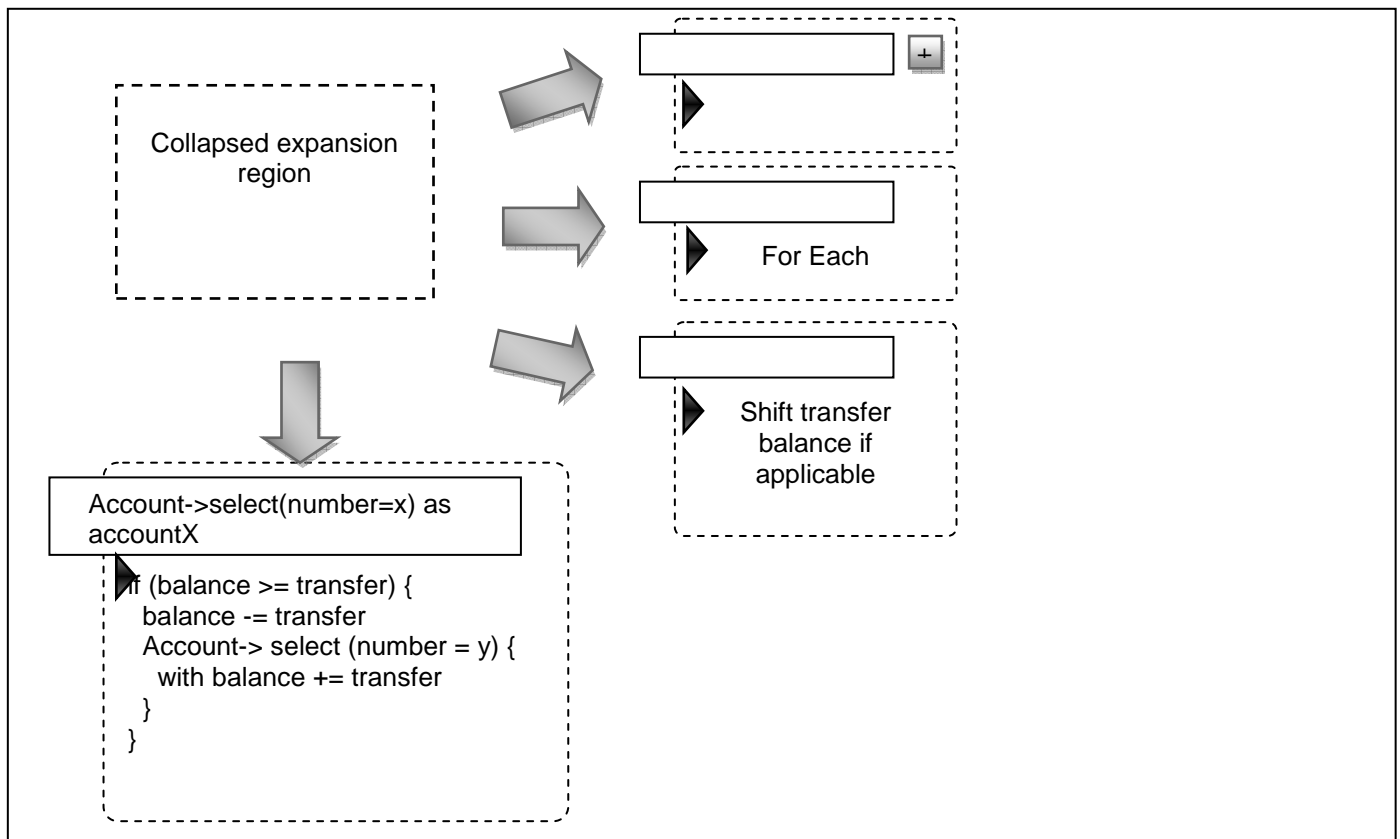 +
Collapsed expansion
region
For Each
Shift transfer
balance if
applicable
Account->select(number=x) as
accountX
if (balance >= transfer) {
balance -= transfer
Account-> select (number = y) {
with balance += transfer
}
}